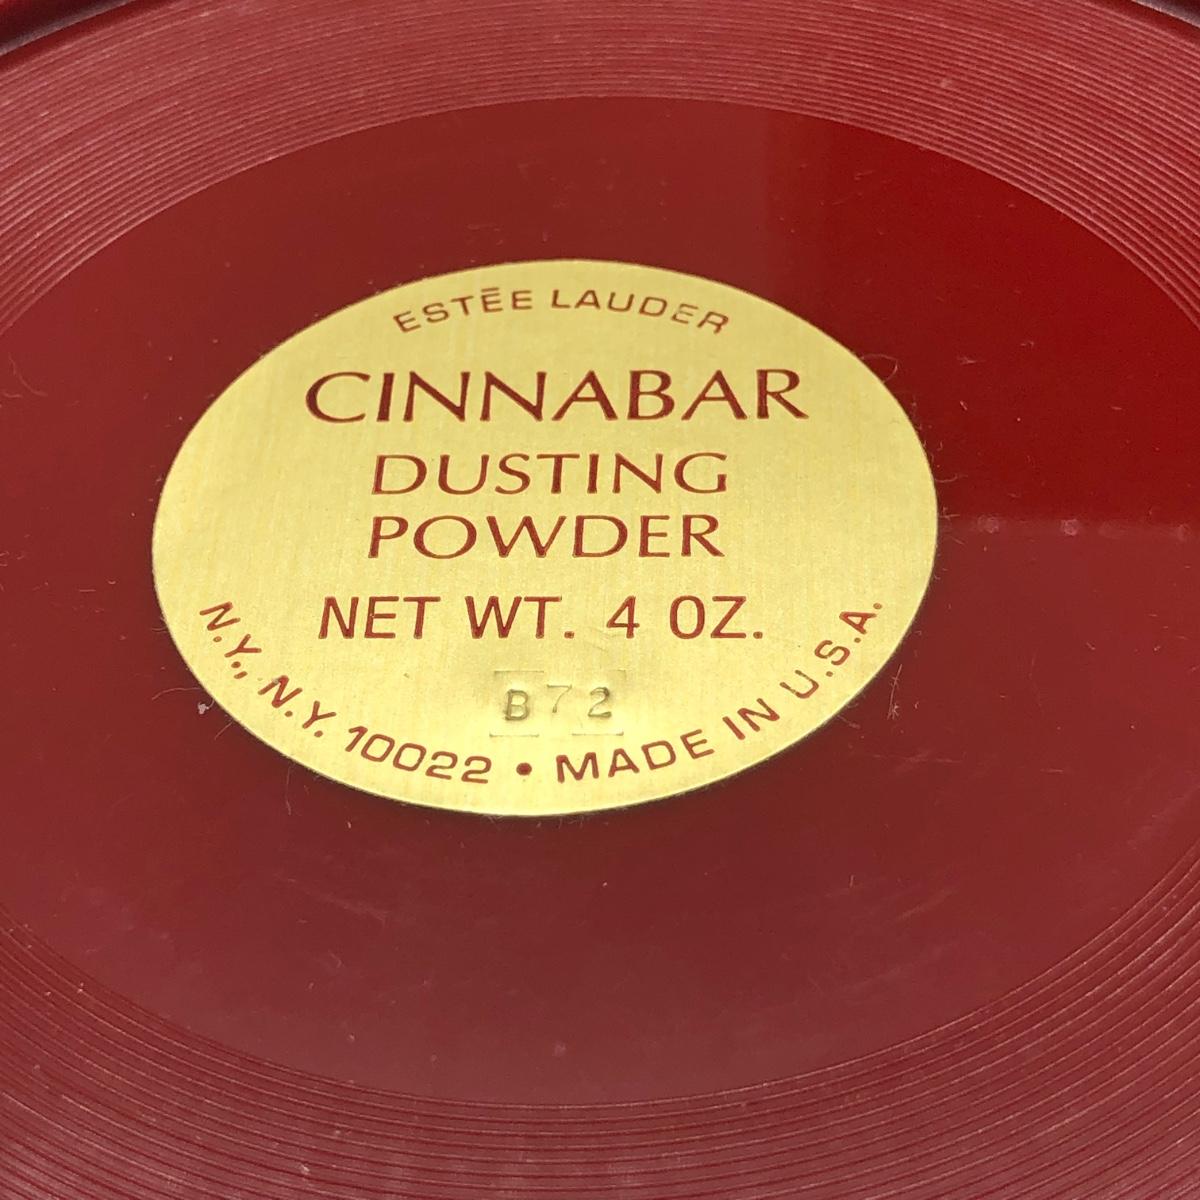 ESTĒE LAUDER
CINNABAR
DUSTING
POWDER
NET WT. 4 OZ.
B72
N.Y., N.Y. 10022 • MADE IN U.S.A.